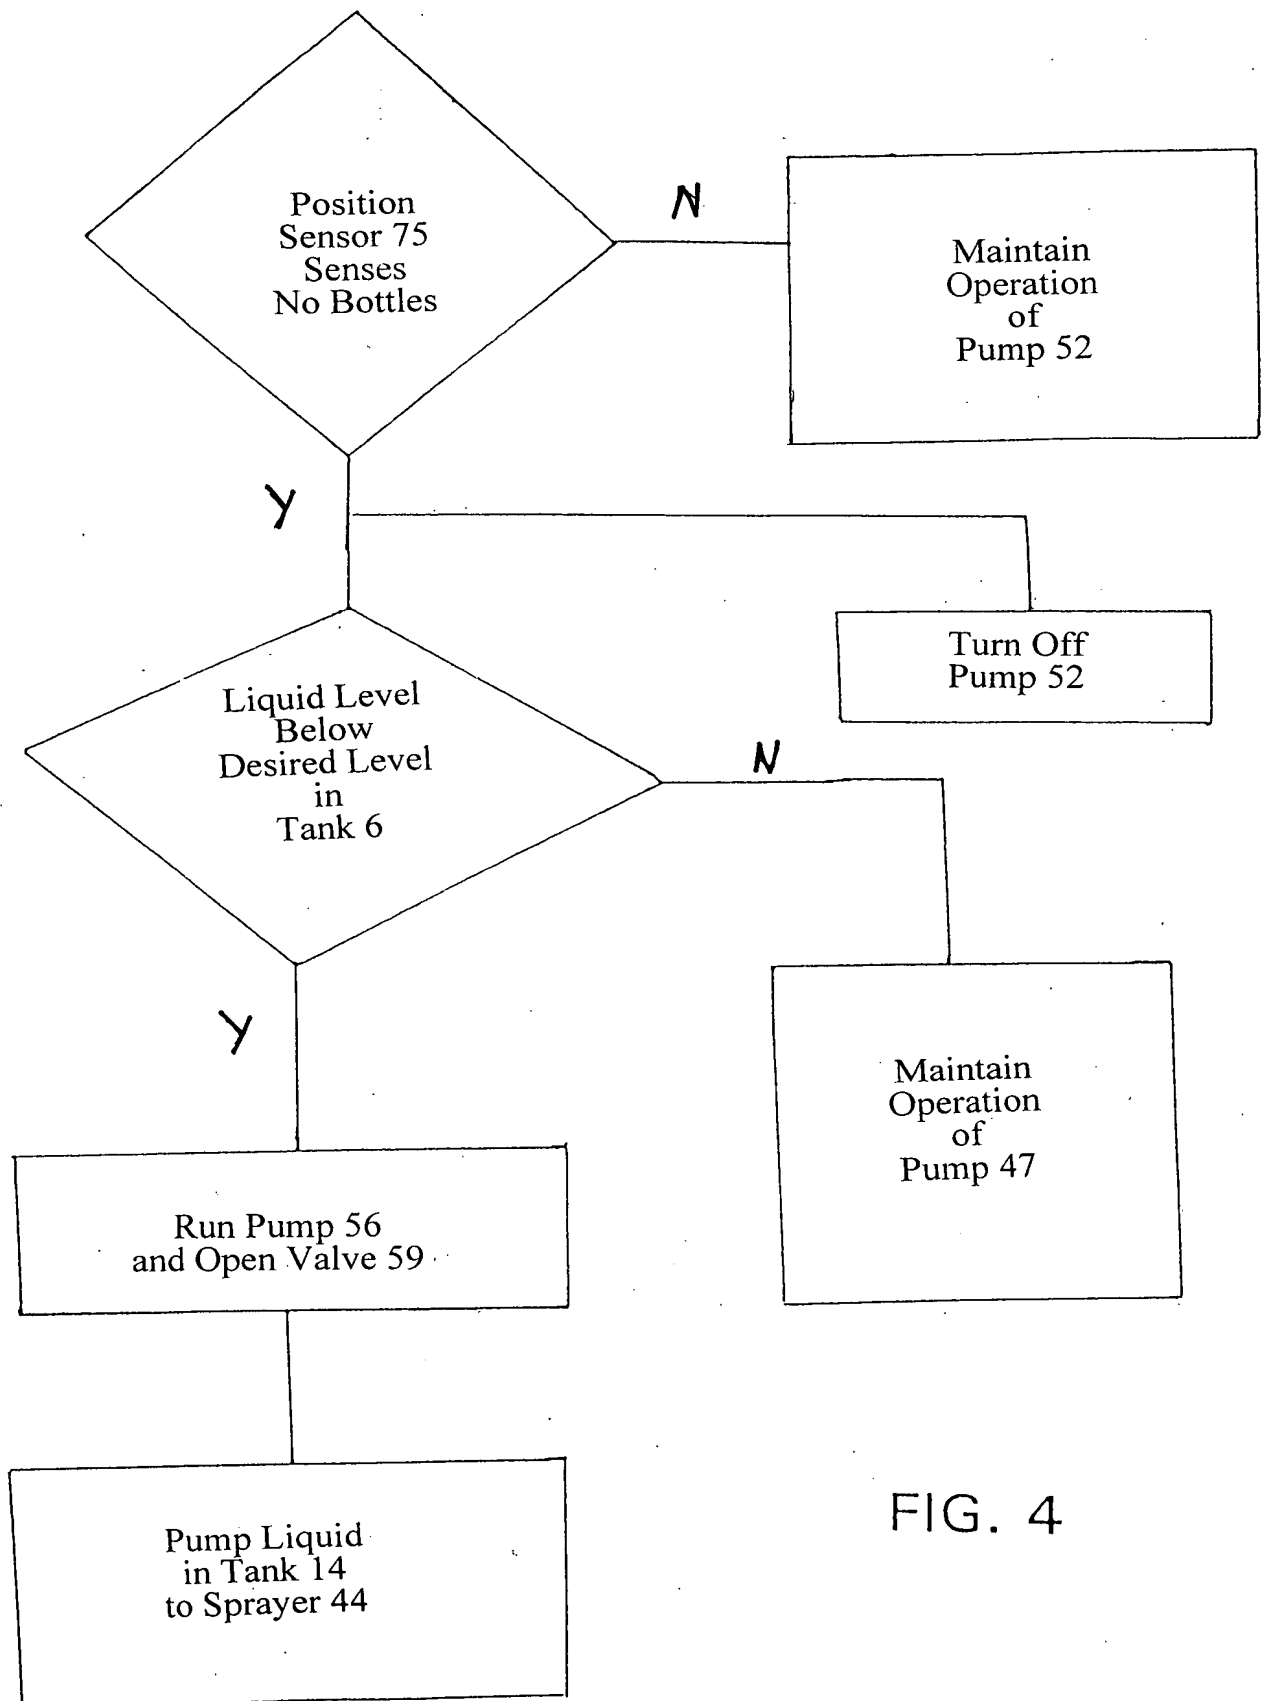 Position
Sensor 75
Senses
No Bottles
N
Maintain
Operation
of
Pump 52
Y
Turn Off
Pump 52
Liquid Level
Below
Desired Level
in
Tank 6
N
Y
Maintain
Operation
of
Pump 47
Run Pump 56
and Open Valve 59
Pump Liquid
in Tank 14
to Sprayer 44
FIG. 4